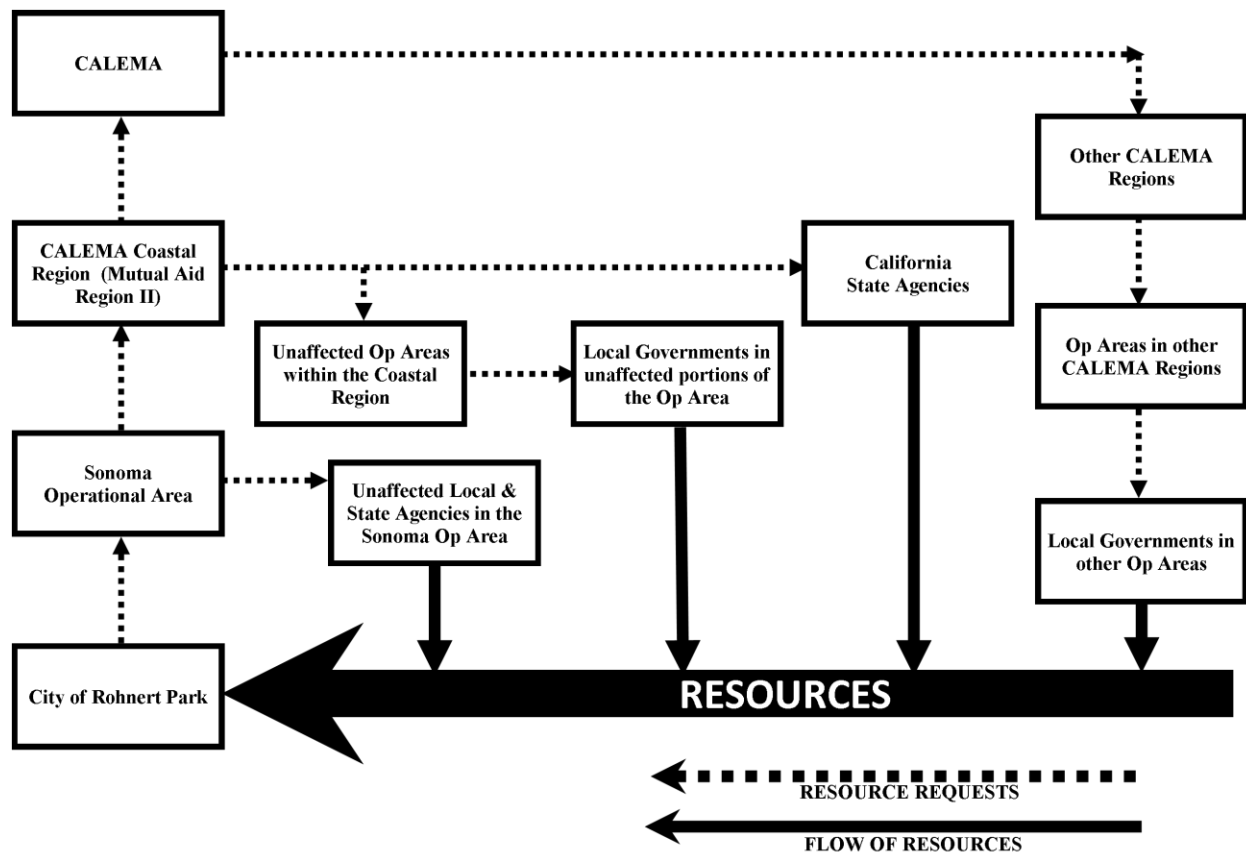 CALEMA
Other CALEMA
Regions
CALEMA Coastal
Region (Mutual Aid
Region II)
California
State Agencies
Unaffected Op Areas
within the Coastal
Region
Local Governments in
unaffected portions of
the Op Area
Op Areas in other
CALEMA Regions
Sonoma
Operational Area
Unaffected Local &
State Agencies in the
Sonoma Op Area
Local Governments in
other Op Areas
City of Rohnert Park
RESOURCES
RESOURCE REQUESTS
FLOW OF RESOURCES